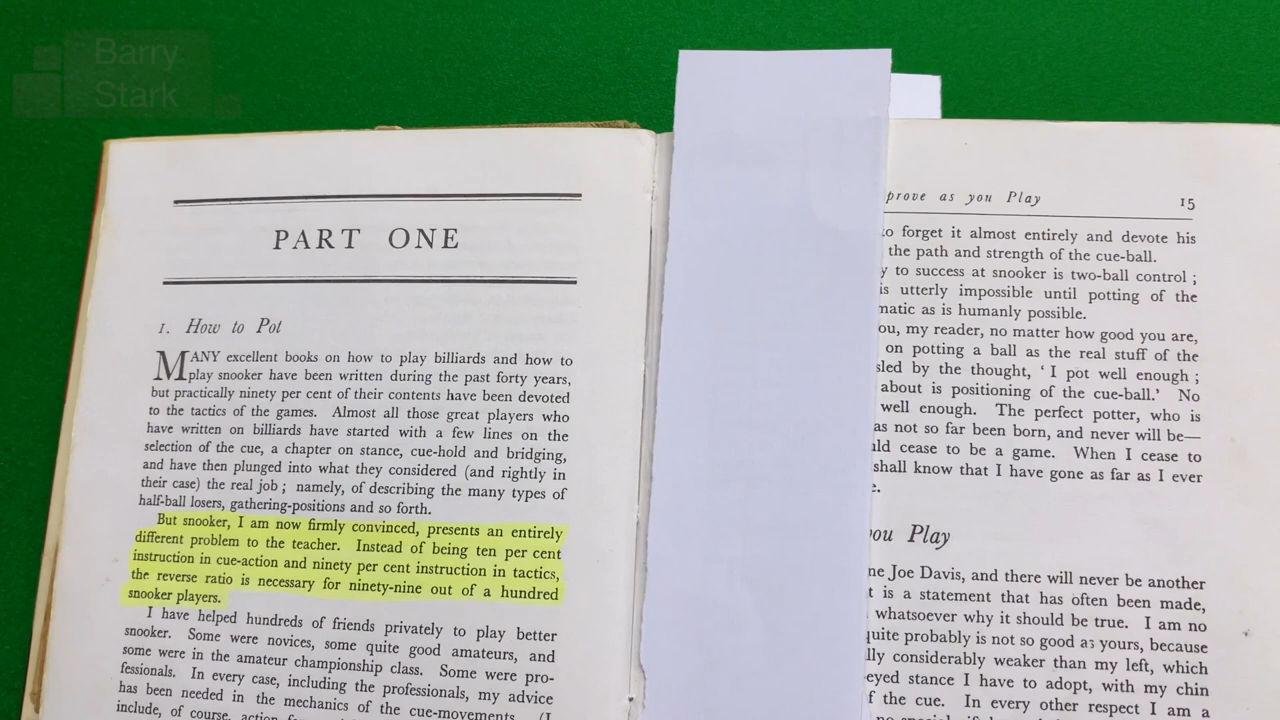 Barry
Stark
PART ONE
1. How to Pot
MANY excellent books on how to play billiards and how to
play snooker have been written during the past forty years,
but practically ninety per cent of their contents have been devoted
to the tactics of the games. Almost all those great players who
have written on billiards have started with a few lines on the
selection of the cue, a chapter on stance, cue-hold and bridging,
and have then plunged into what they considered (and rightly in
their case) the real job ; namely, of describing the many types of
half-ball losers, gathering-positions and so forth.
But snooker, I am now firmly convinced, presents an entirely
different problem to the teacher. Instead of being ten per cent
instruction in cue-action and ninety per cent instruction in tactics,
the reverse ratio is necessary for ninety-nine out of a hundred
snooker players.
I have helped hundreds of friends privately to play better
snooker. Some were novices, some quite good amateurs, and
some were in the amateur championship class. Some were pro-
fessionals. In every case, including the professionals, my advice
has been needed in the mechanics of the cue-movements. (I
include, of course, action
prove as you Play 15
to forget it almost entirely and devote his
the path and strength of the cue-ball.
y to success at snooker is two-ball control ;
is utterly impossible until potting of the
matic as is humanly possible.
ou, my reader, no matter how good you are,
on potting a ball as the real stuff of the
sled by the thought, ‘ I pot well enough ;
about is positioning of the cue-ball.’ No
well enough. The perfect potter, who is
as not so far been born, and never will be—
ld cease to be a game. When I cease to
shall know that I have gone as far as I ever
e.
you Play
ne Joe Davis, and there will never be another
t is a statement that has often been made,
whatsoever why it should be true. I am no
quite probably is not so good as yours, because
lly considerably weaker than my left, which
eyed stance I have to adopt, with my chin
f the cue. In every other respect I am a